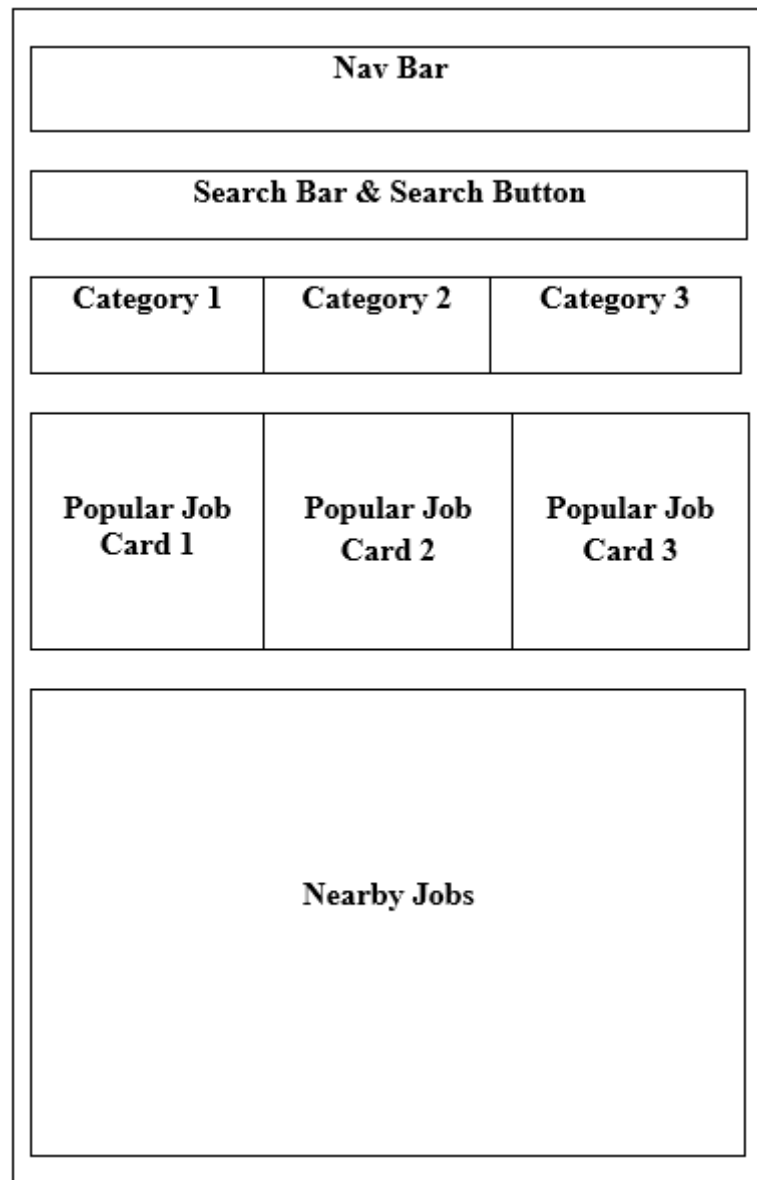 Nav Bar
Search Bar & Search Button
Category 1
Category 2
Category 3
Popular Job
Card 1
Popular Job
Card 2
Popular Job
Card 3
Nearby Jobs